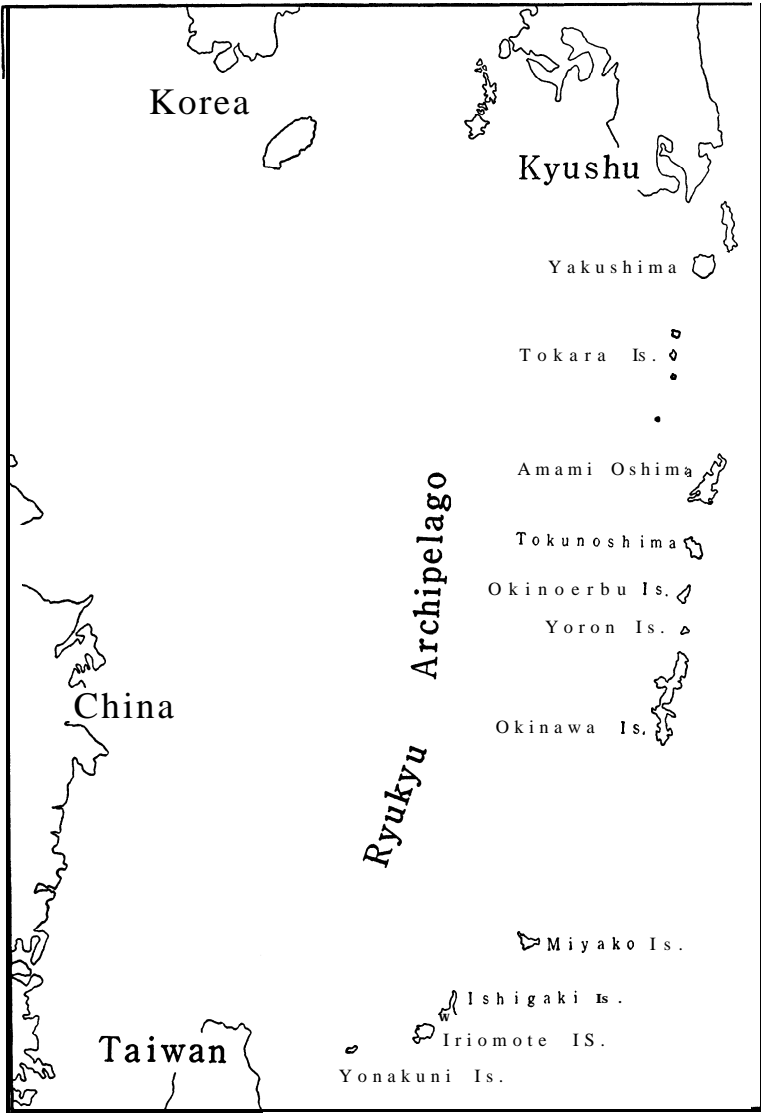 Korea
Kyushu
Yakushima
Tokara Is.
Amami Oshima
Tokunoshima
Okinoerbu Is.
Yoron Is.
Ryukyu Archipelago
China
Okinawa Is.
Miyako Is.
Ishigaki Is.
Iriomote IS.
Taiwan
Yonakuni Is.